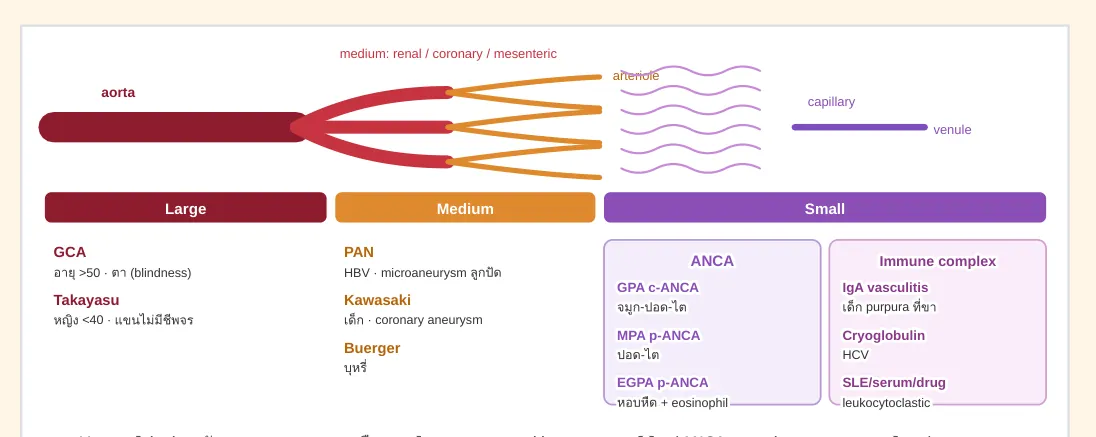 medium: renal / coronary / mesenteric
arteriole
aorta
capillary
venule
Large
Medium
Small
GCA
อายุ >50 · ตา (blindness)
Takayasu
หญิง <40 · แขนไม่มีชีพจร
PAN
HBV · microaneurysm ลูกปัด
Kawasaki
เด็ก · coronary aneurysm
Buerger
บุหรี่
ANCA
GPA c-ANCA
จมูก-ปอด-ไต
MPA p-ANCA
ปอด-ไต
EGPA p-ANCA
หอบหืด + eosinophil
Immune complex
IgA vasculitis
เด็ก purpura ที่ขา
Cryoglobulin
HCV
SLE/serum/drug
leukocytoclastic